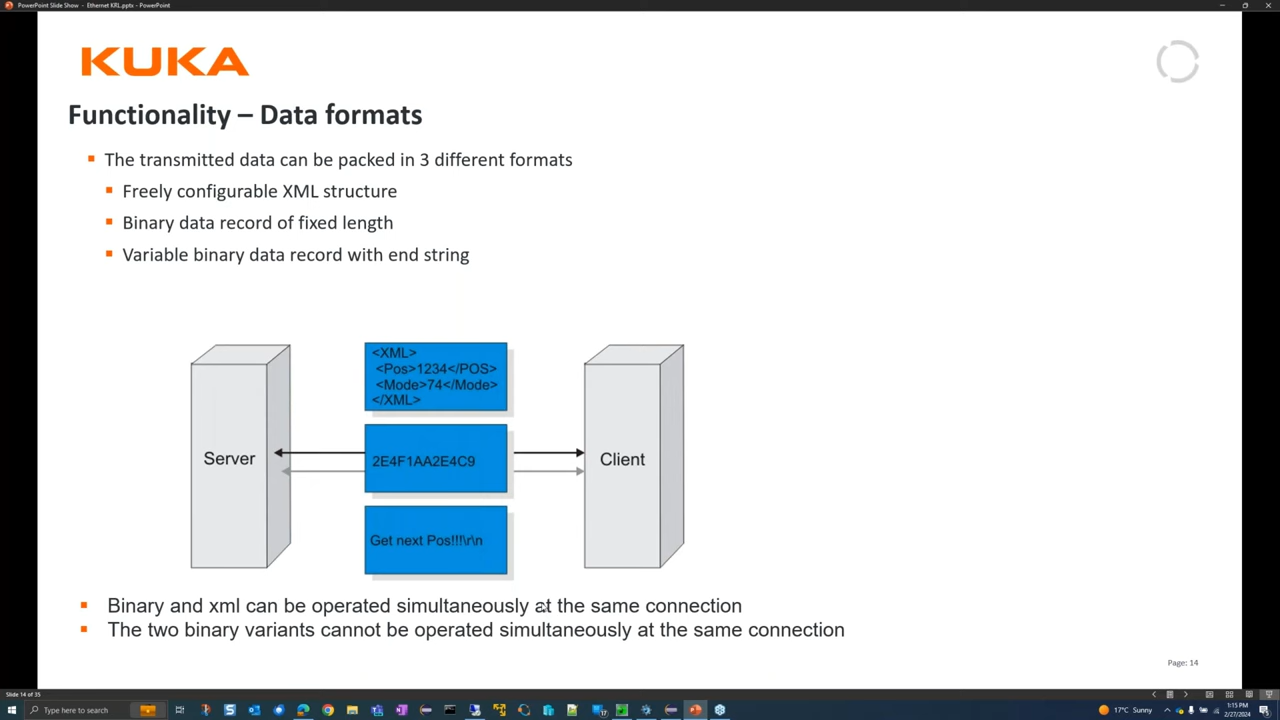 PowerPoint Slide Show - Ethernet KRL.pptx - PowerPoint
KUKA
Functionality – Data formats
The transmitted data can be packed in 3 different formats
Freely configurable XML structure
Binary data record of fixed length
Variable binary data record with end string
Server
<XML>
<Pos>1234</POS>
<Mode>74</Mode>
</XML>
2E4F1AA2E4C9
Get next Pos!!!\r\n
Client
Binary and xml can be operated simultaneously at the same connection
The two binary variants cannot be operated simultaneously at the same connection
Page: 14
Slide 14 of 35
Type here to search
17
17°C Sunny
1:15 PM
2/27/2024